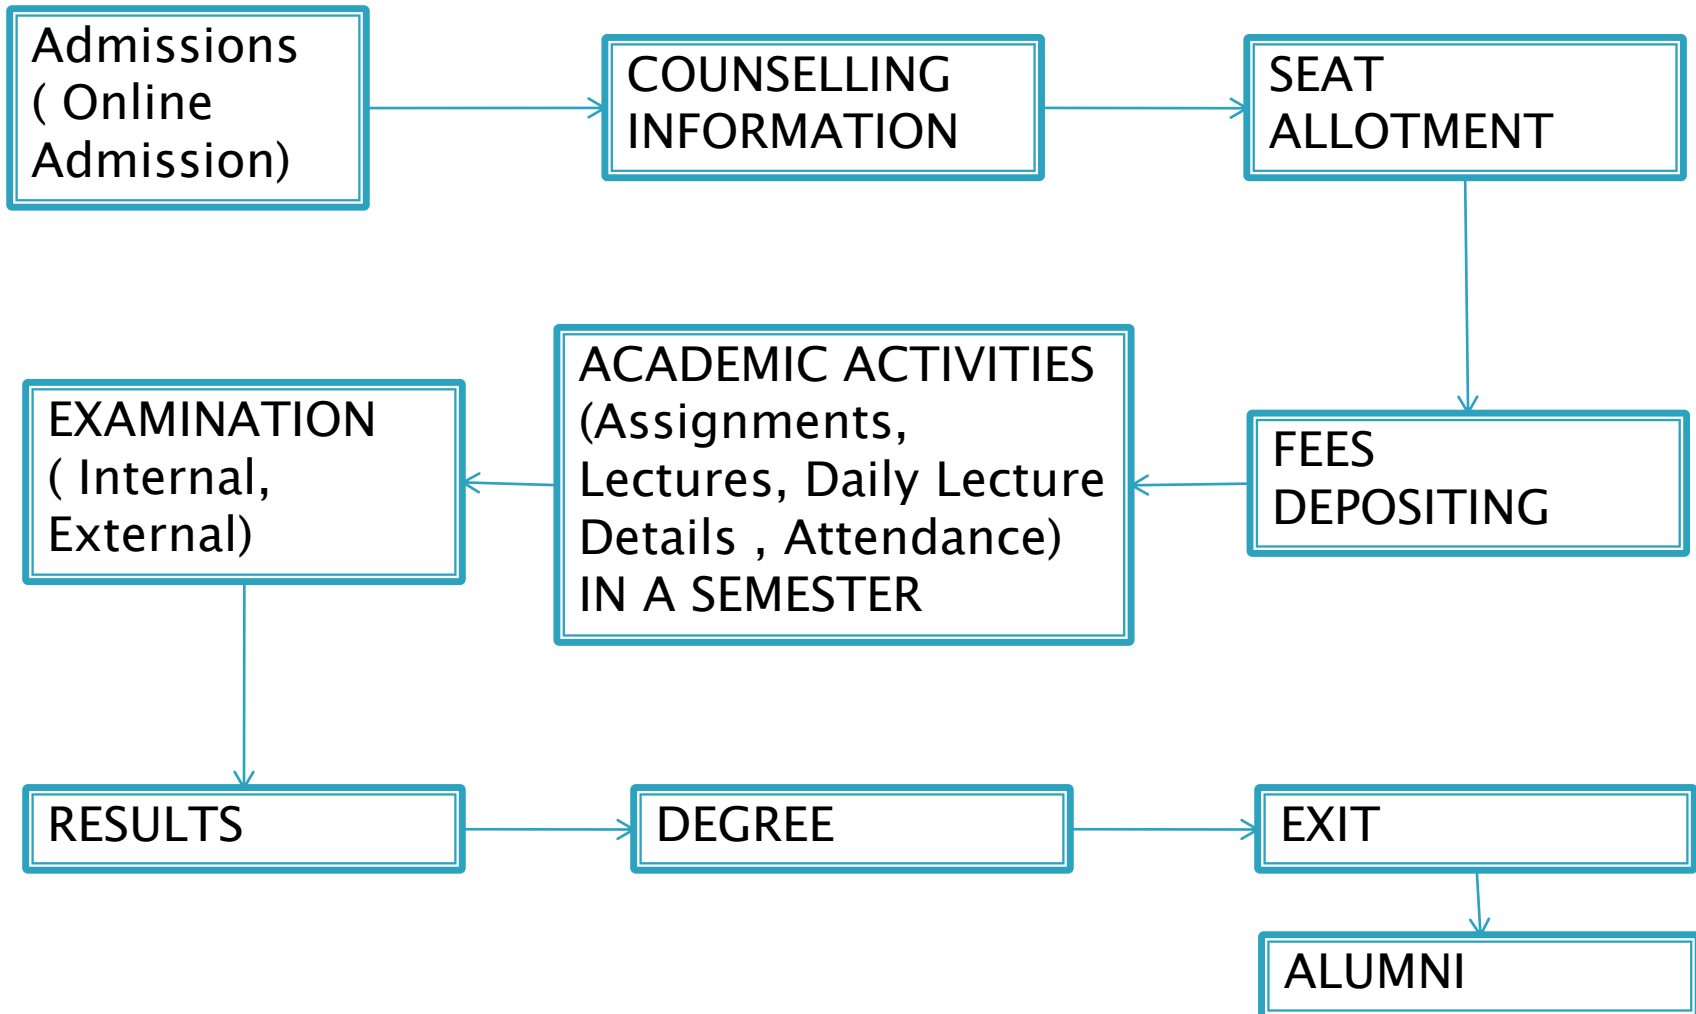 Admissions
( Online
Admission)
COUNSELLING
INFORMATION
SEAT
ALLOTMENT
FEES
DEPOSITING
ACADEMIC ACTIVITIES
(Assignments,
Lectures, Daily Lecture
Details , Attendance)
IN A SEMESTER
EXAMINATION
( Internal,
External)
RESULTS
DEGREE
EXIT
ALUMNI